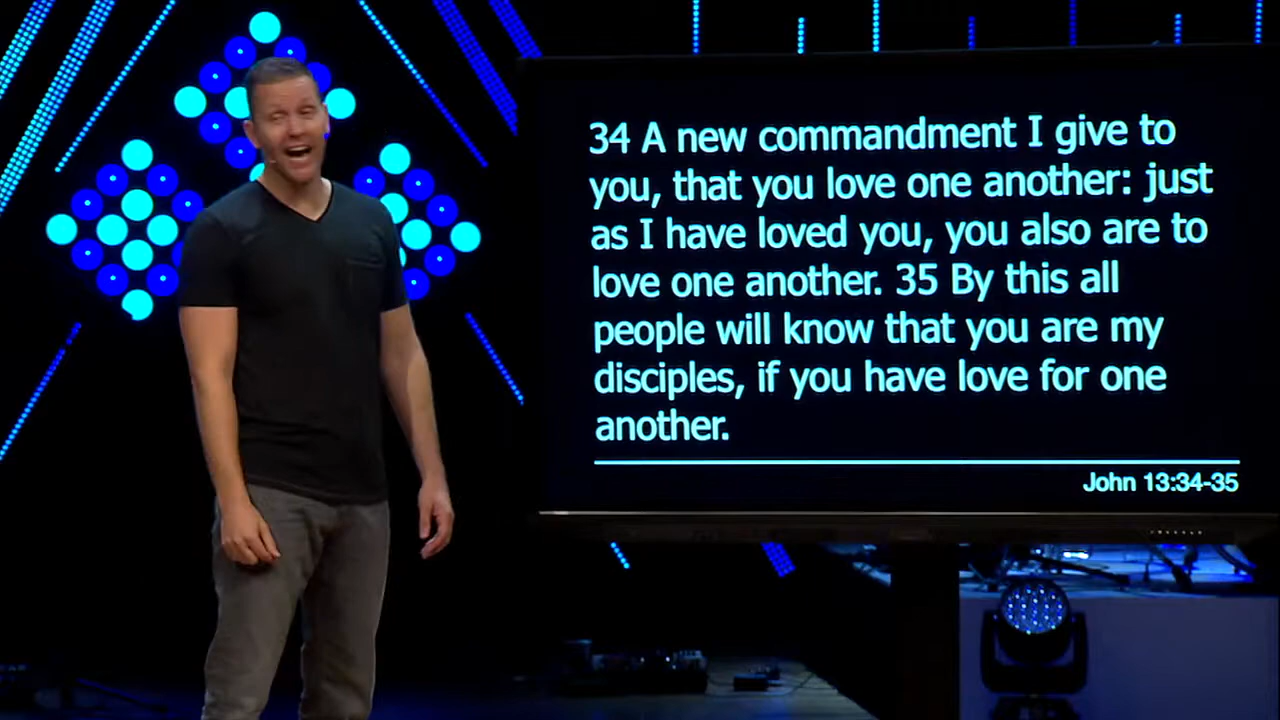 34 A new commandment I give to
you, that you love one another: just
as I have loved you, you also are to
love one another. 35 By this all
people will know that you are my
disciples, if you have love for one
another.
John 13:34-35